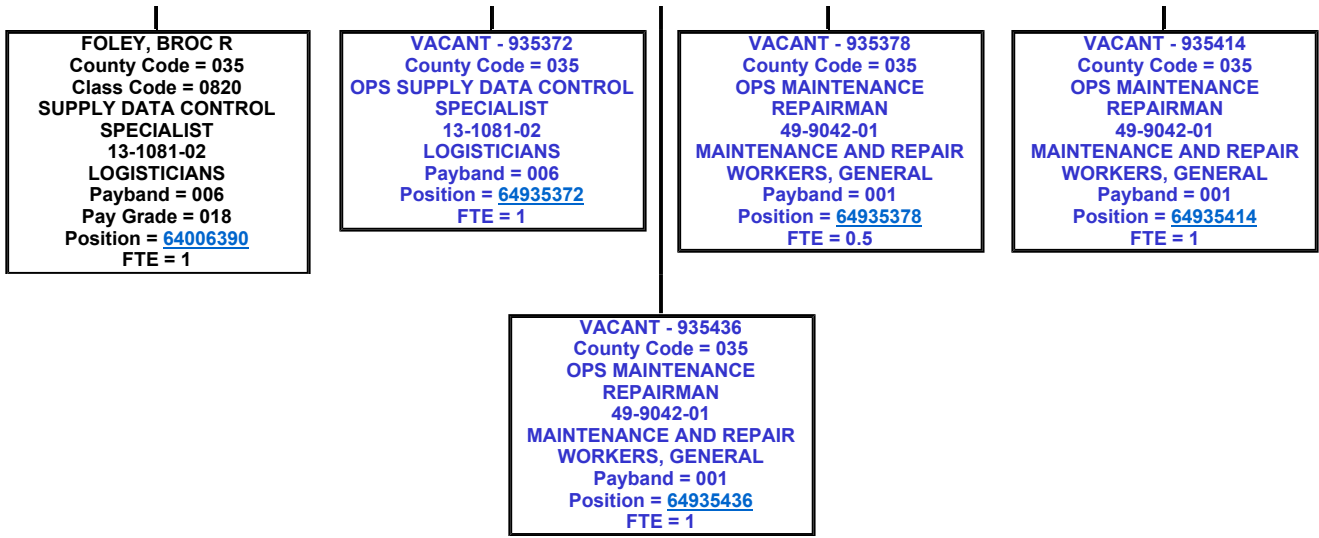 FOLEY, BROC R
County Code = 035
Class Code = 0820
SUPPLY DATA CONTROL
SPECIALIST
13-1081-02
LOGISTICIANS
Payband = 006
Pay Grade = 018
Position = 64006390
FTE = 1
VACANT - 935372
County Code = 035
OPS SUPPLY DATA CONTROL
SPECIALIST
13-1081-02
LOGISTICIANS
Payband = 006
Position = 64935372
FTE = 1
VACANT - 935378
County Code = 035
OPS MAINTENANCE
REPAIRMAN
49-9042-01
MAINTENANCE AND REPAIR
WORKERS, GENERAL
Payband = 001
Position = 64935378
FTE = 0.5
VACANT - 935414
County Code = 035
OPS MAINTENANCE
REPAIRMAN
49-9042-01
MAINTENANCE AND REPAIR
WORKERS, GENERAL
Payband = 001
Position = 64935414
FTE = 1
VACANT - 935436
County Code = 035
OPS MAINTENANCE
REPAIRMAN
49-9042-01
MAINTENANCE AND REPAIR
WORKERS, GENERAL
Payband = 001
Position = 64935436
FTE = 1